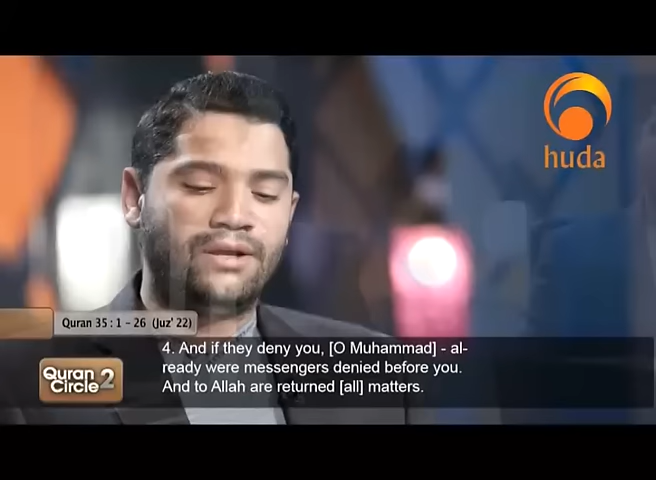 huda
Quran 35 : 1 - 26 (Juz' 22)
4. And if they deny you, [O Muhammad] - al-
ready were messengers denied before you.
And to Allah are returned [all] matters.
Quran
Circle 2